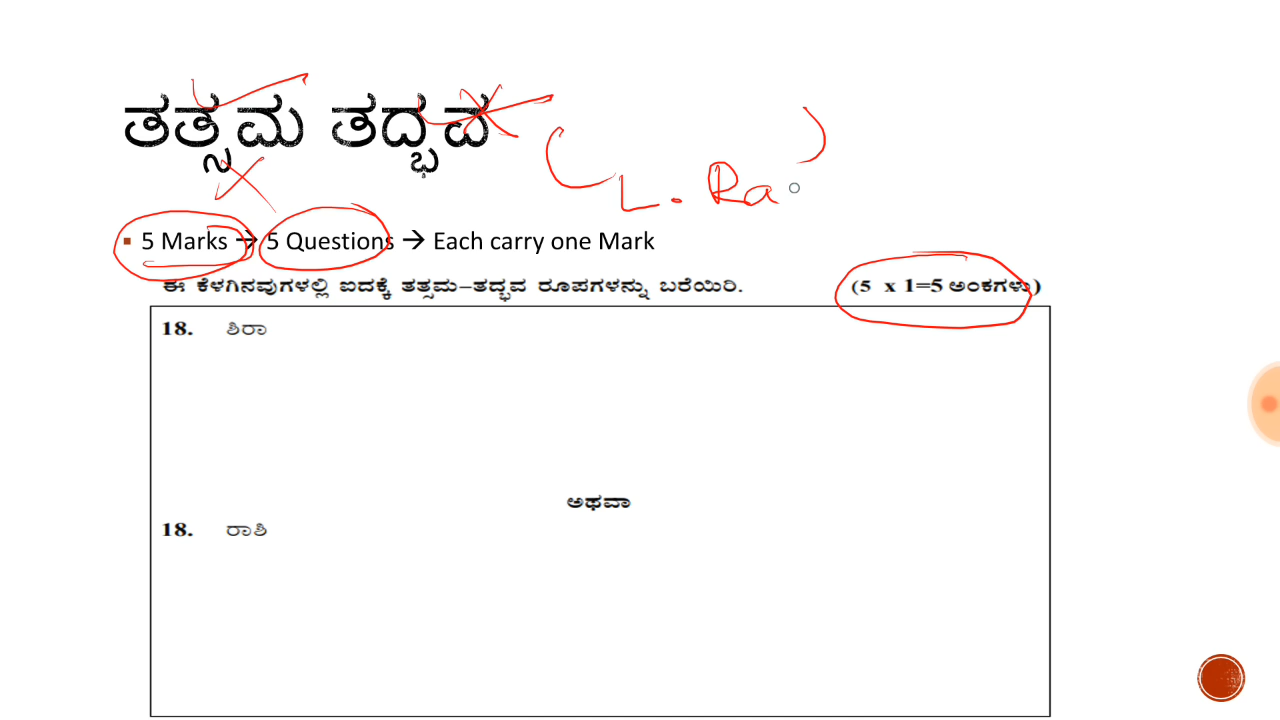 ತತ್ಸಮ ತದ್ಭವ
L. Ra
5 Marks → 5 Questions → Each carry one Mark
ಈ ಕೆಳಗಿನವುಗಳಲ್ಲಿ ಐದಕ್ಕೆ ತತ್ಸಮ-ತದ್ಭವ ರೂಪಗಳನ್ನು ಬರೆಯಿರಿ. (5 x 1=5 ಅಂಕಗಳು)
18. ಶಿರಾ
ಅಥವಾ
18. ರಾಶಿ